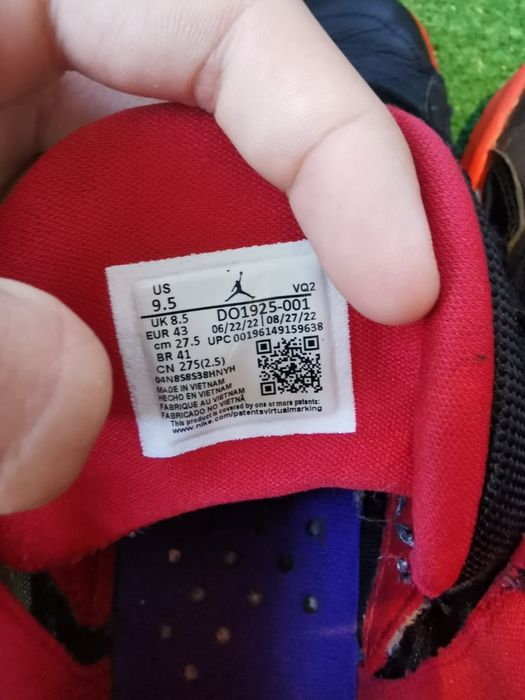 US
9.5
VQ2
UK 8.5
DO1925-001
EUR 43
06/22/22 | 08/27/22
cm 27.5
UPC 00196149159638
BR 41
CN 275(2.5)
04N8S8S38HNYH
MADE IN VIETNAM
HECHO EN VIETNAM
FABRIQUE AU VIETNAM
FABRICADO NO VIETNÃ
This product is covered by one or more patents:
www.nike.com/patentsvirtualmarking